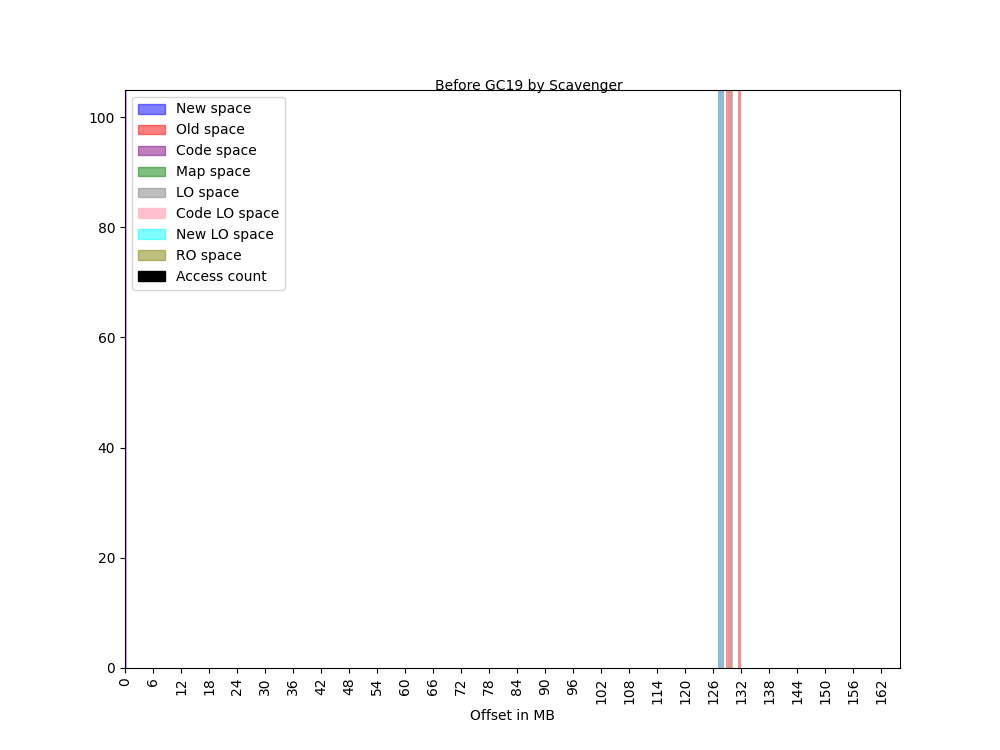 Before GC19 by Scavenger
New space
Old space
Code space
Map space
LO space
Code LO space
New LO space
RO space
Access count
100
80
60
40
20
0
0 6 12 18 24 30 36 42 48 54 60 66 72 78 84 90 96 102 108 114 120 126 132 138 144 150 156 162
Offset in MB